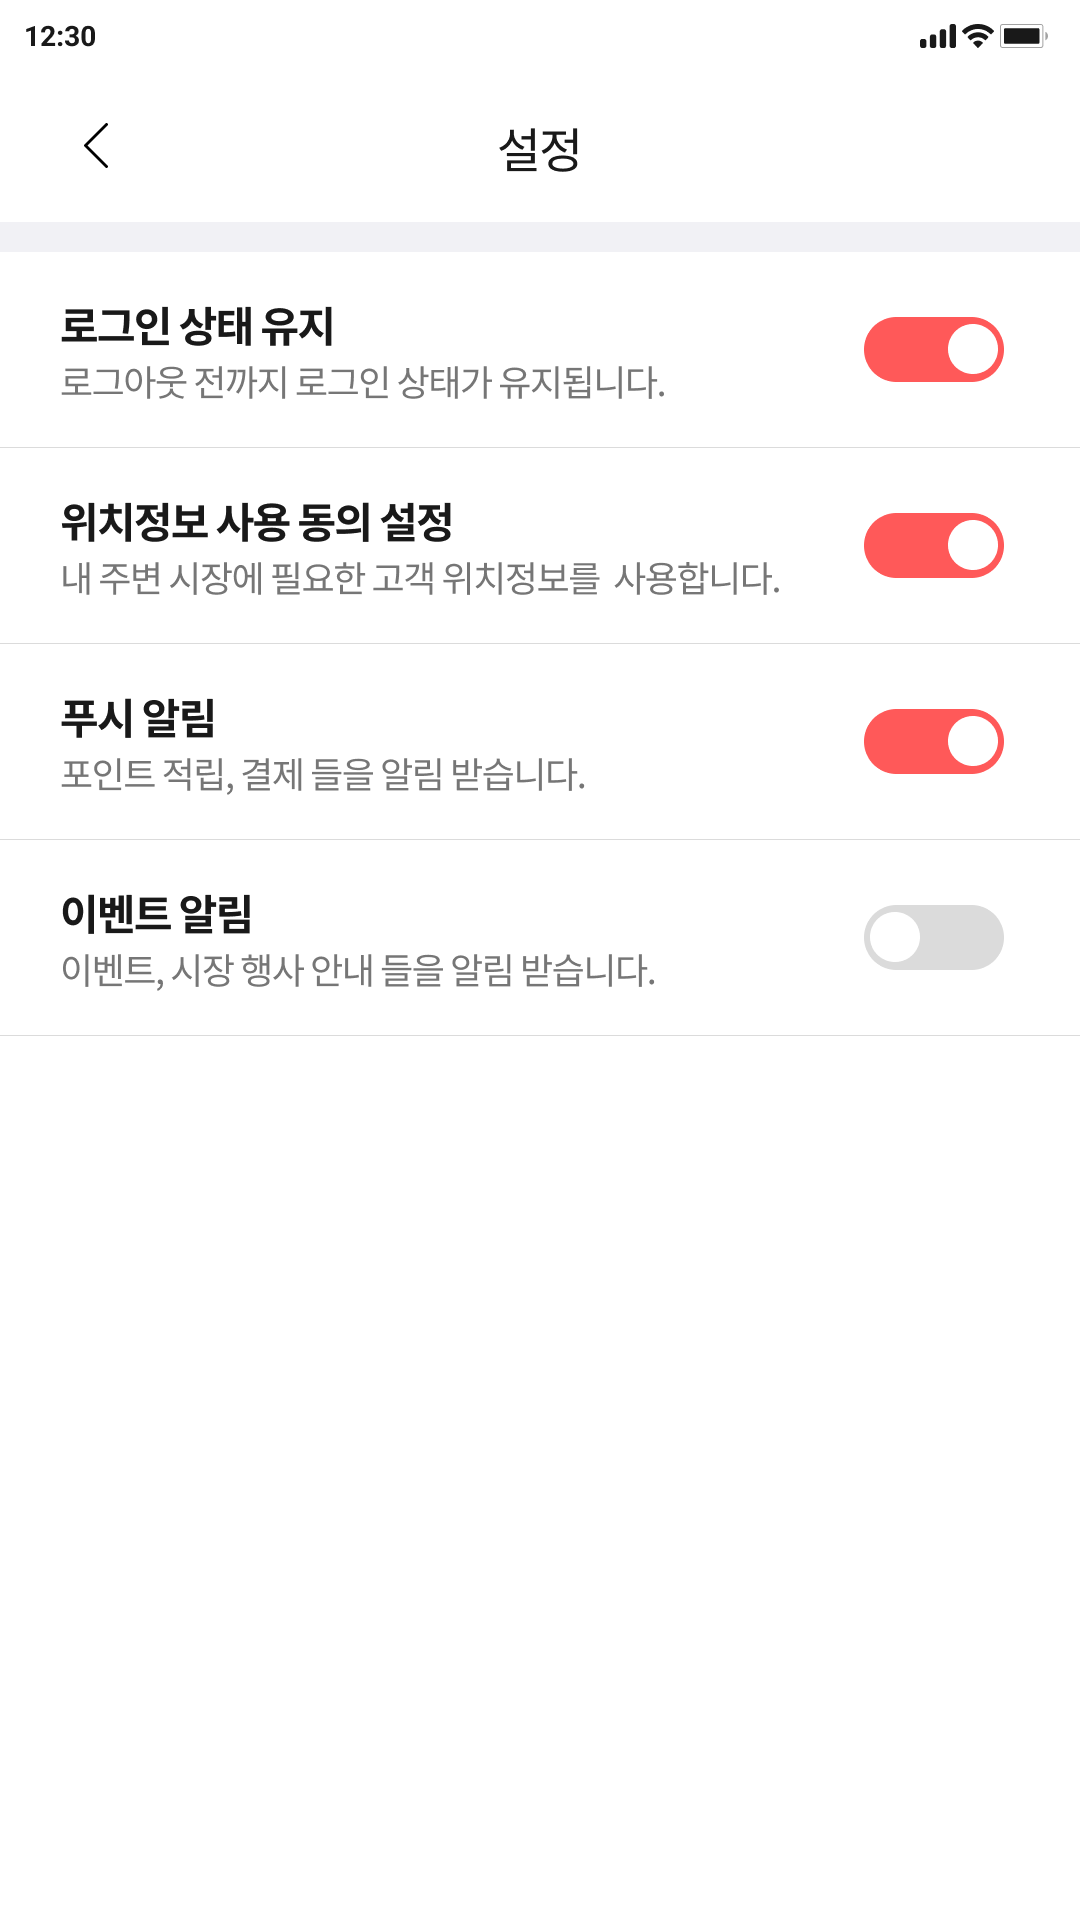 12:30
설정
로그인 상태 유지
로그아웃 전까지 로그인 상태가 유지됩니다.
위치정보 사용 동의 설정
내 주변 시장에 필요한 고객 위치정보를 사용합니다.
푸시 알림
포인트 적립, 결제 들을 알림 받습니다.
이벤트 알림
이벤트, 시장 행사 안내 들을 알림 받습니다.